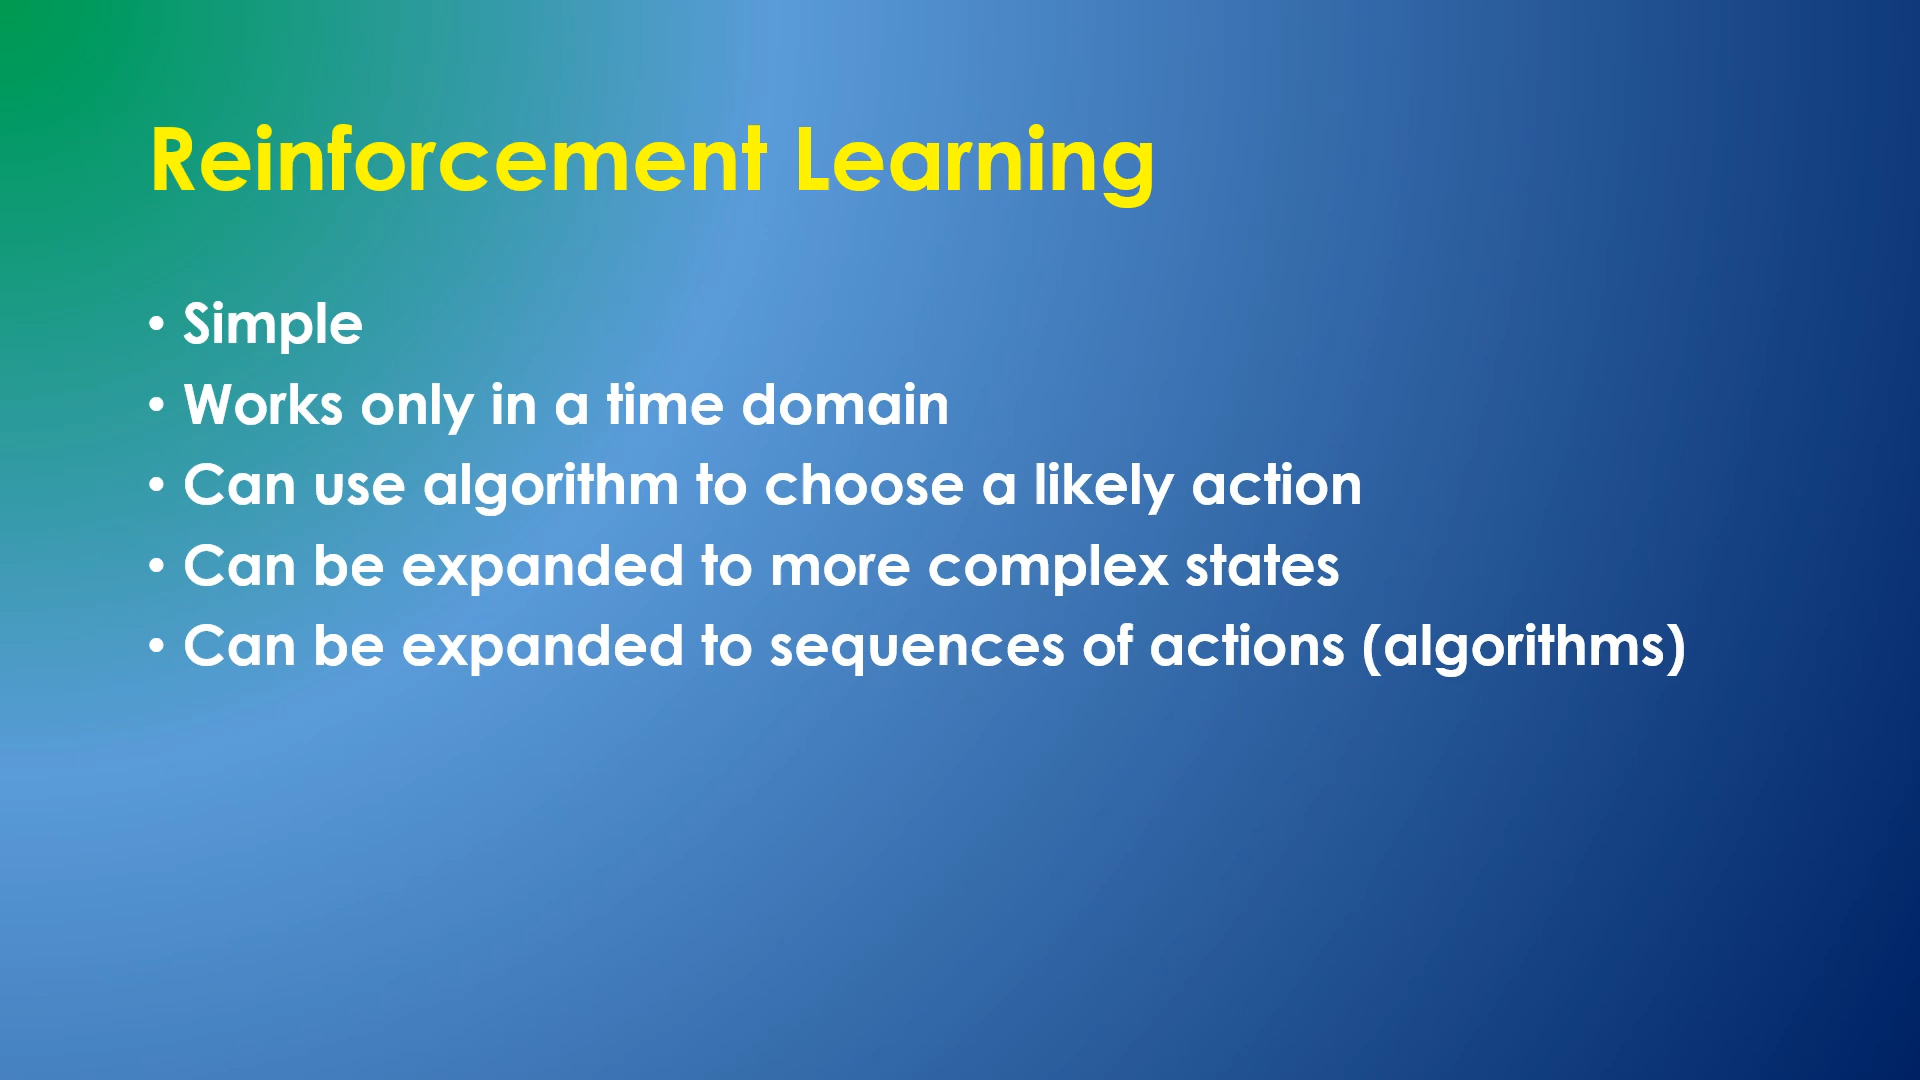 Reinforcement Learning
• Simple
• Works only in a time domain
• Can use algorithm to choose a likely action
• Can be expanded to more complex states
• Can be expanded to sequences of actions (algorithms)